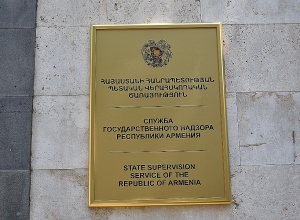 ՀԱՅԱՍՏԱՆԻ ՀԱՆՐԱՊԵՏՈՒԹՅԱՆ
ՊԵՏԱԿԱՆ ՎԵՐԱՀՍԿՈՂԱԿԱՆ
ԾԱՌԱՅՈՒԹՅՈՒՆ
СЛУЖБА
ГОСУДАРСТВЕННОГО НАДЗОРА
РЕСПУБЛИКИ АРМЕНИЯ
STATE SUPERVISION
SERVICE OF THE
REPUBLIC OF ARMENIA